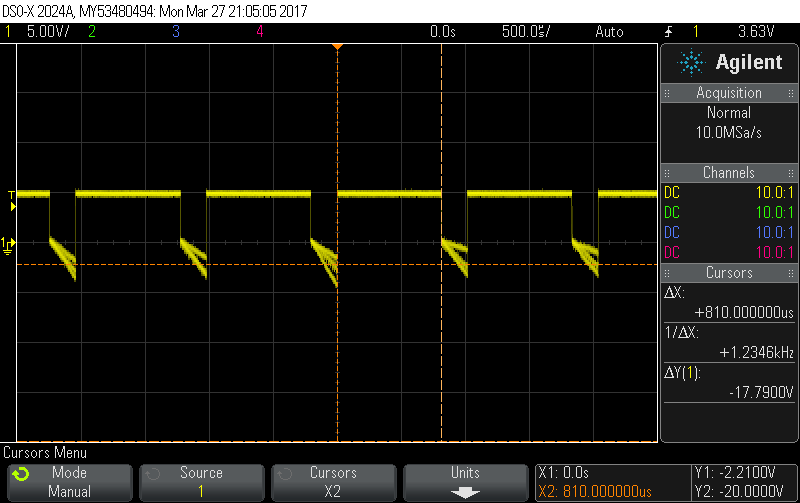 DSO-X 2024A, MY53480494: Mon Mar 27 21:05:05 2017
1 5.00V/ 2 3 4 0.0s 500.0us/ Auto 1 3.63V
Agilent
Acquisition
Normal
10.0MSa/s
Channels
DC 10.0:1
DC 10.0:1
DC 10.0:1
DC 10.0:1
Cursors
ΔX:
+810.000000us
1/ΔX:
+1.2346kHz
ΔY(1):
-17.7900V
T
1
Cursors Menu
Mode
Manual
Source
1
Cursors
X2
Units
X1: 0.0s
X2: 810.000000us
Y1: -2.2100V
Y2: -20.0000V